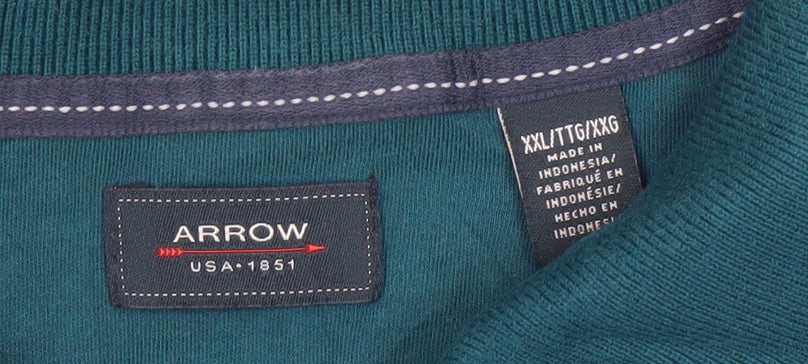 ARROW
USA • 1851
XXL/TTG/XXG
MADE IN
INDONESIA/
FABRIQUÉ EN
INDONÉSIE/
HECHO EN